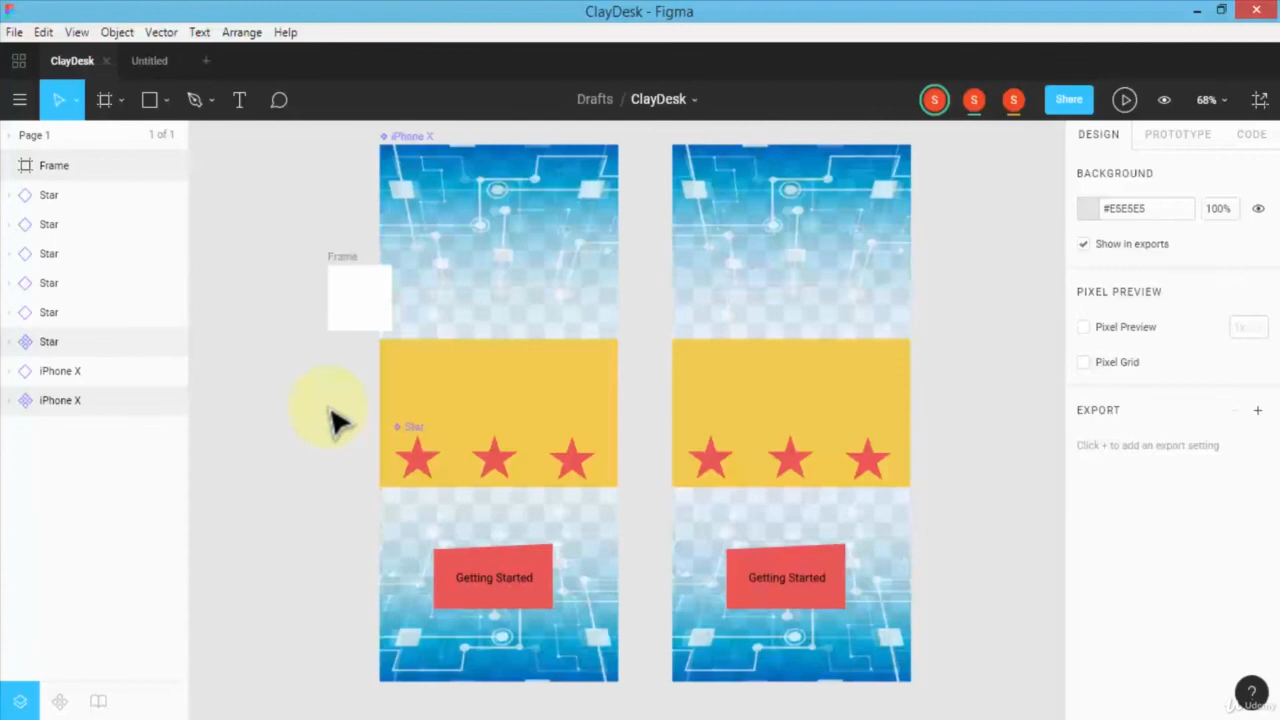 ClayDesk - Figma
File Edit View Object Vector Text Arrange Help
ClayDesk Untitled
Drafts / ClayDesk
S S S
Share
68%
Page 1 1 of 1
Frame
Star
Star
Star
Star
Star
Star
iPhone X
iPhone X
iPhone X
Frame
Star
Getting Started
Getting Started
DESIGN PROTOTYPE CODE
BACKGROUND
#E5E5E5 100%
Show in exports
PIXEL PREVIEW
Pixel Preview 1x
Pixel Grid
EXPORT
Click + to add an export setting
?
Udemy